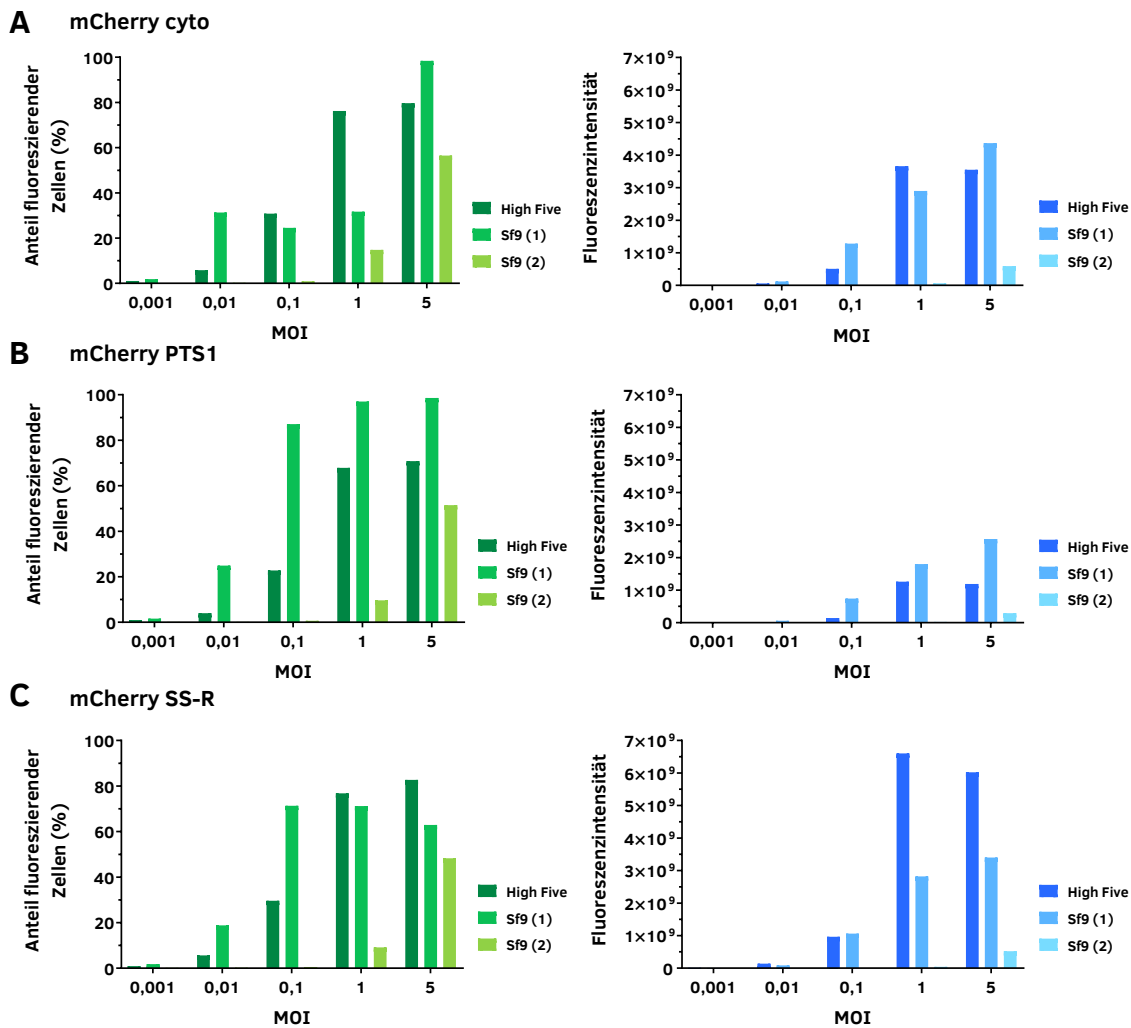 A mCherry cyto
Anteil fluoreszierender
Zellen (%)
100
80
60
40
20
0
0,001 0,01 0,1 1 5
MOI
High Five
Sf9 (1)
Sf9 (2)
Fluoreszenzintensität
7×10⁹
6×10⁹
5×10⁹
4×10⁹
3×10⁹
2×10⁹
1×10⁹
0
0,001 0,01 0,1 1 5
MOI
High Five
Sf9 (1)
Sf9 (2)
B mCherry PTS1
Anteil fluoreszierender
Zellen (%)
100
80
60
40
20
0
0,001 0,01 0,1 1 5
MOI
High Five
Sf9 (1)
Sf9 (2)
Fluoreszenzintensität
7×10⁹
6×10⁹
5×10⁹
4×10⁹
3×10⁹
2×10⁹
1×10⁹
0
0,001 0,01 0,1 1 5
MOI
High Five
Sf9 (1)
Sf9 (2)
C mCherry SS-R
Anteil fluoreszierender
Zellen (%)
100
80
60
40
20
0
0,001 0,01 0,1 1 5
MOI
High Five
Sf9 (1)
Sf9 (2)
Fluoreszenzintensität
7×10⁹
6×10⁹
5×10⁹
4×10⁹
3×10⁹
2×10⁹
1×10⁹
0
0,001 0,01 0,1 1 5
MOI
High Five
Sf9 (1)
Sf9 (2)